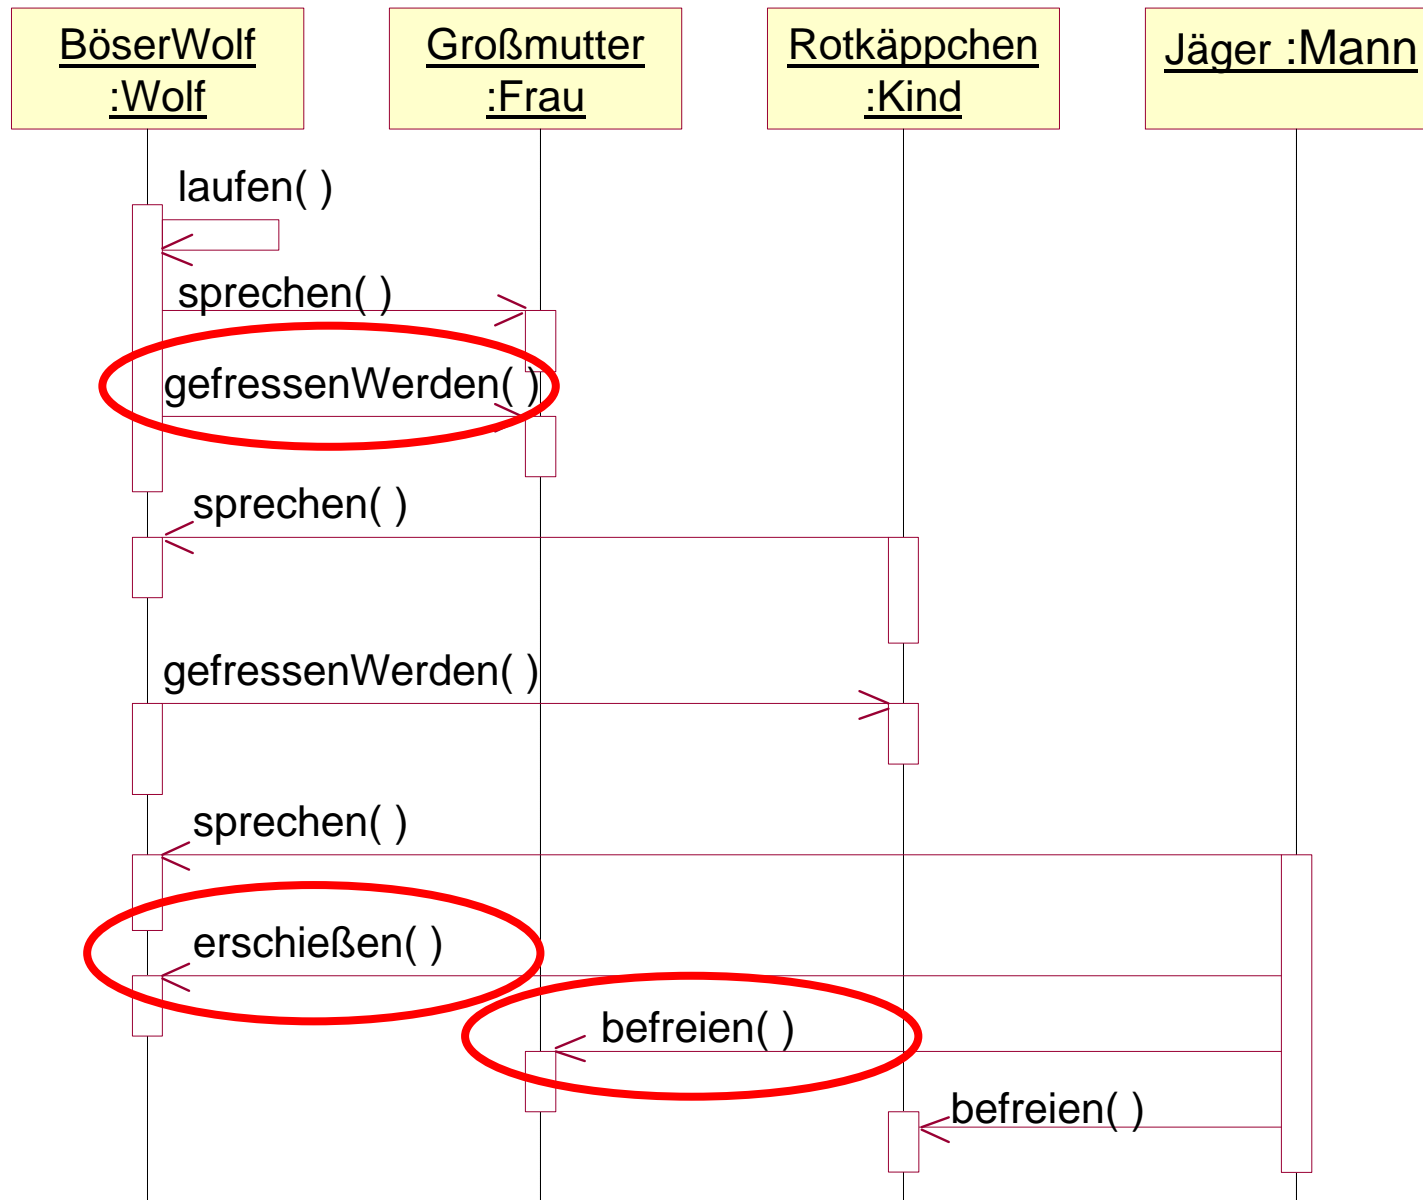 BöserWolf
:Wolf
Großmutter
:Frau
Rotkäppchen
:Kind
Jäger :Mann
laufen( )
sprechen( )
gefressenWerden( )
sprechen( )
gefressenWerden( )
sprechen( )
erschießen( )
befreien( )
befreien( )